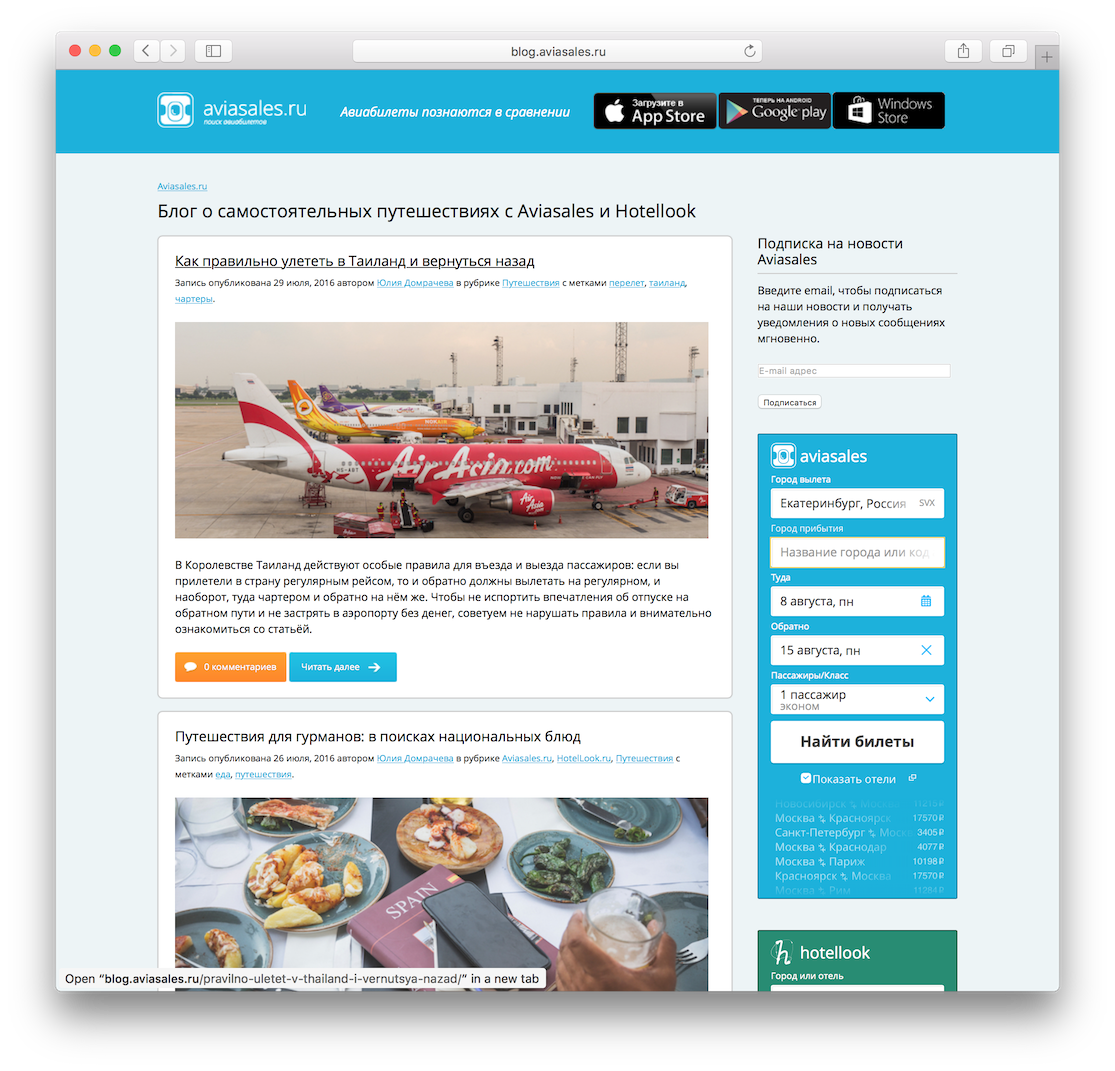 blog.aviasales.ru
aviasales.ru
поиск авиабилетов
Авиабилеты познаются в сравнении
Загрузите в
App Store
ТЕПЕРЬ НА ANDROID
Google play
Windows
Store
Aviasales.ru
Блог о самостоятельных путешествиях с Aviasales и Hotellook
Как правильно улететь в Таиланд и вернуться назад
Запись опубликована 29 июля, 2016 автором Юлия Домрачева в рубрике Путешествия с метками перелет, таиланд,
чартеры.
NOKAIR
HS-ABT
AirAsia.com
Air
Asia
В Королевстве Таиланд действуют особые правила для въезда и выезда пассажиров: если вы
прилетели в страну регулярным рейсом, то и обратно должны вылетать на регулярном, и
наоборот, туда чартером и обратно на нём же. Чтобы не испортить впечатления об отпуске на
обратном пути и не застрять в аэропорту без денег, советуем не нарушать правила и внимательно
ознакомиться со статьёй.
0 комментариев
Читать далее
Путешествия для гурманов: в поисках национальных блюд
Запись опубликована 26 июля, 2016 автором Юлия Домрачева в рубрике Aviasales.ru, HotelLook.ru, Путешествия с
метками еда, путешествия.
SPAIN
Подписка на новости
Aviasales
Введите email, чтобы подписаться
на наши новости и получать
уведомления о новых сообщениях
мгновенно.
E-mail адрес
Подписаться
aviasales
Город вылета
Екатеринбург, Россия SVX
Город прибытия
Название города или код
Туда
8 августа, пн
Обратно
15 августа, пн
Пассажиры/Класс
1 пассажир
эконом
Найти билеты
Показать отели
Новосибирск Москв 11215 ₽
Москва Красноярск 17570 ₽
Санкт-Петербург Моск 3405 ₽
Москва Краснодар 4077 ₽
Москва Париж 10198 ₽
Красноярск Москва 17570 ₽
Москва Рим 11284 ₽
h hotellook
Город или отель
Open “blog.aviasales.ru/pravilno-uletet-v-thailand-i-vernutsya-nazad/” in a new tab